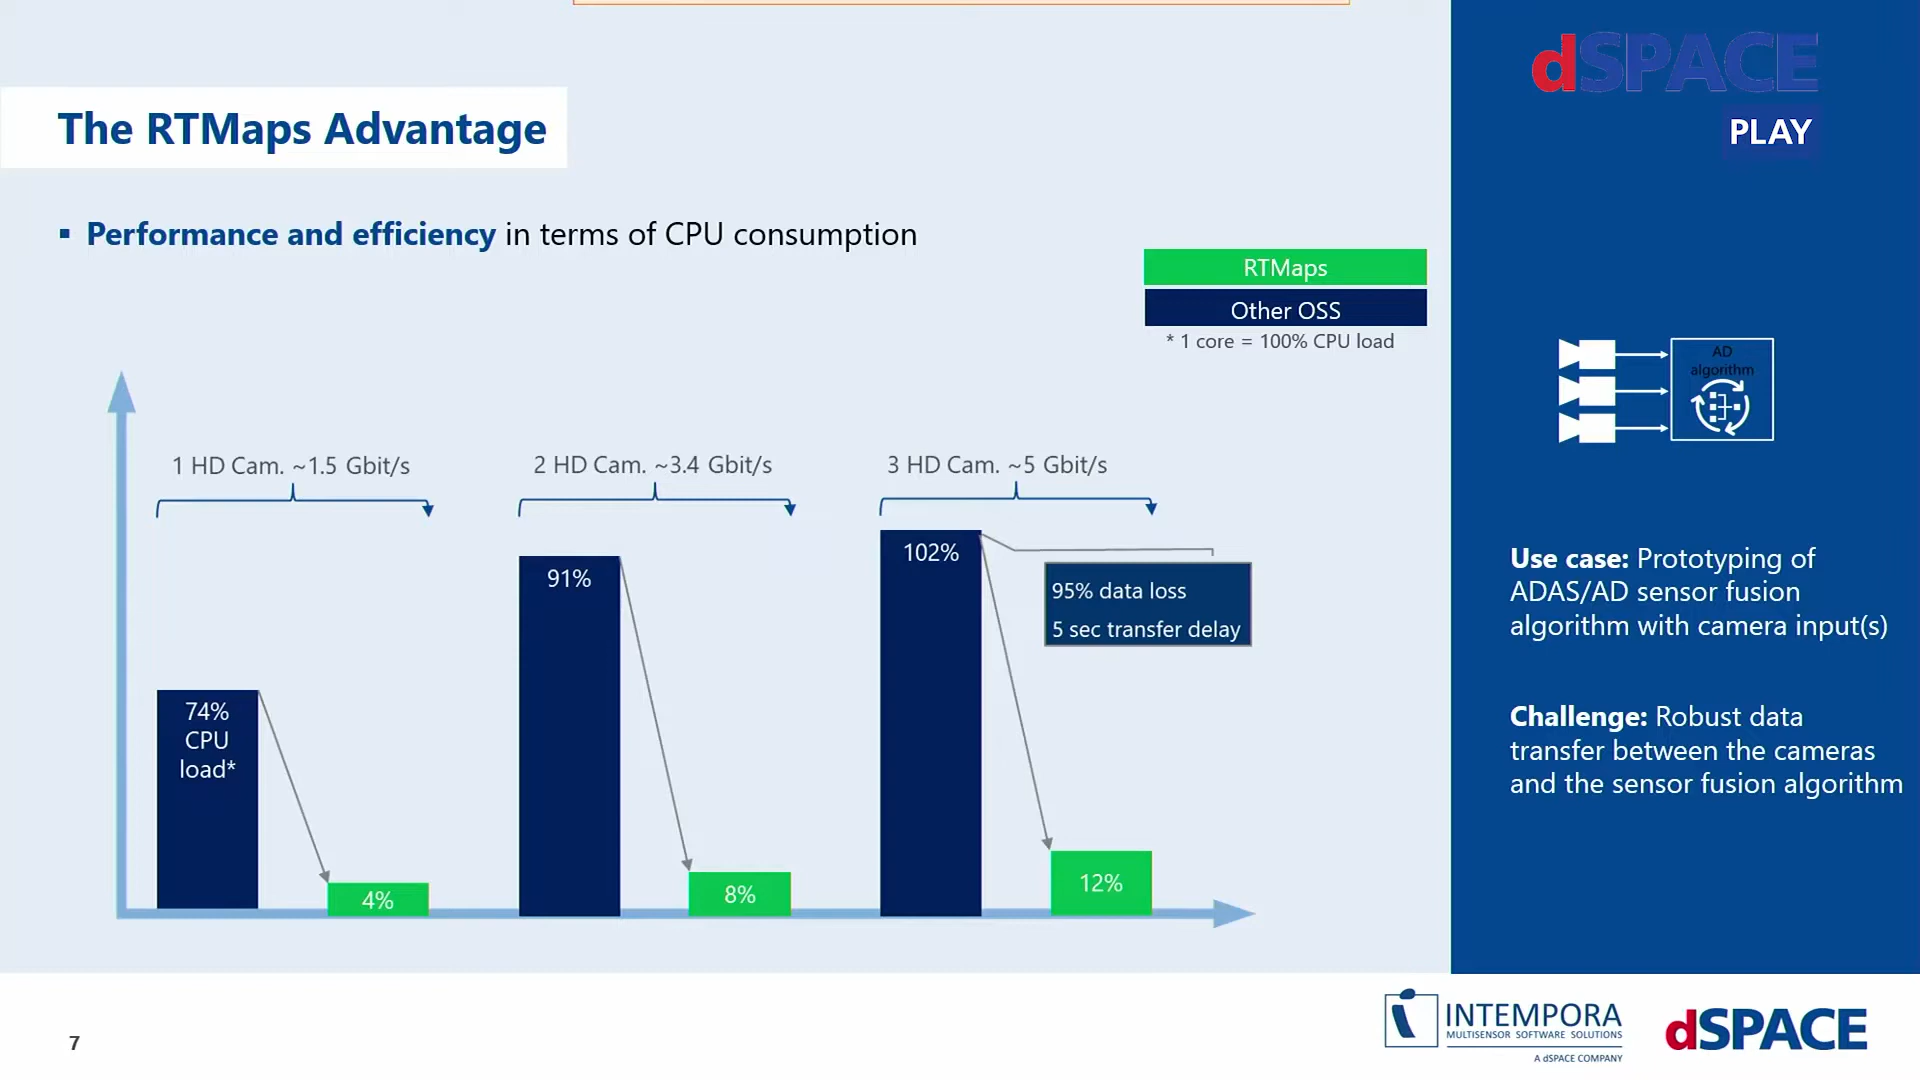 dSPACE
PLAY
The RTMaps Advantage
Performance and efficiency in terms of CPU consumption
RTMaps
Other OSS
* 1 core = 100% CPU load
AD
algorithm
1 HD Cam. ~1.5 Gbit/s
2 HD Cam. ~3.4 Gbit/s
3 HD Cam. ~5 Gbit/s
74%
CPU
load*
4%
91%
8%
102%
95% data loss
5 sec transfer delay
12%
Use case: Prototyping of
ADAS/AD sensor fusion
algorithm with camera input(s)
Challenge: Robust data
transfer between the cameras
and the sensor fusion algorithm
7
INTEMPORA
MULTISENSOR SOFTWARE SOLUTIONS
A dSPACE COMPANY
dSPACE